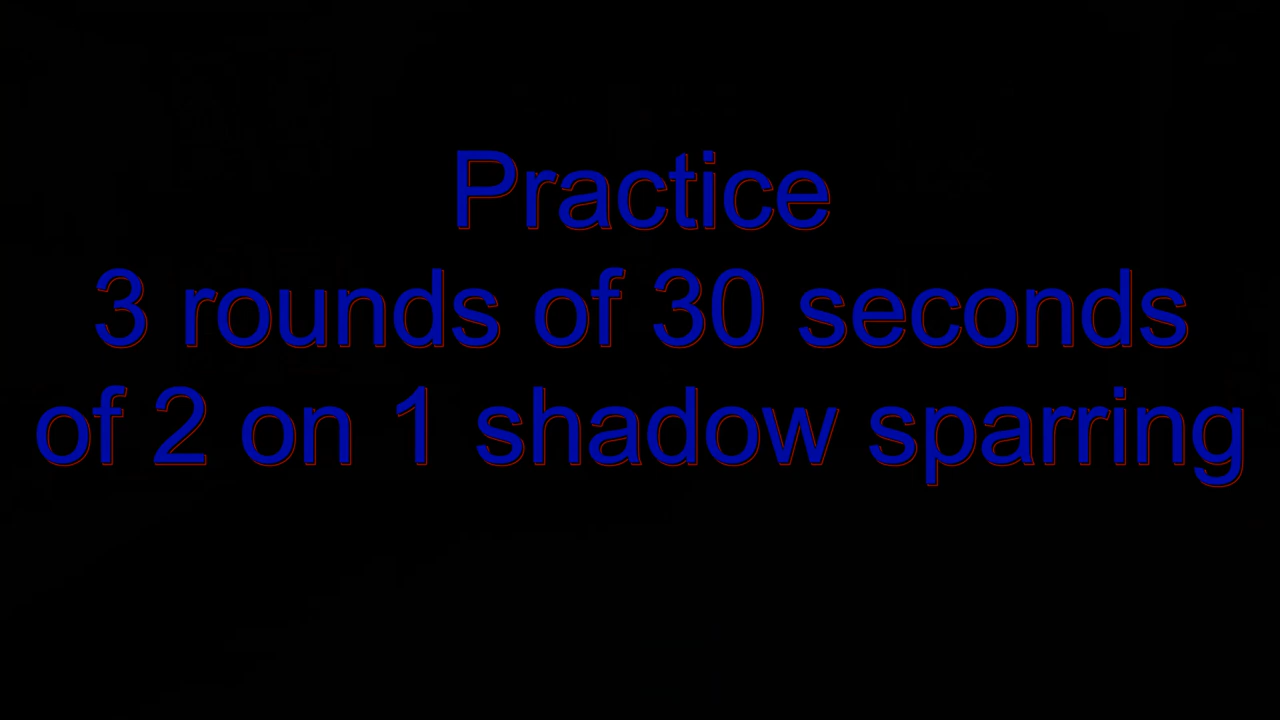 Practice
3 rounds of 30 seconds
of 2 on 1 shadow sparring